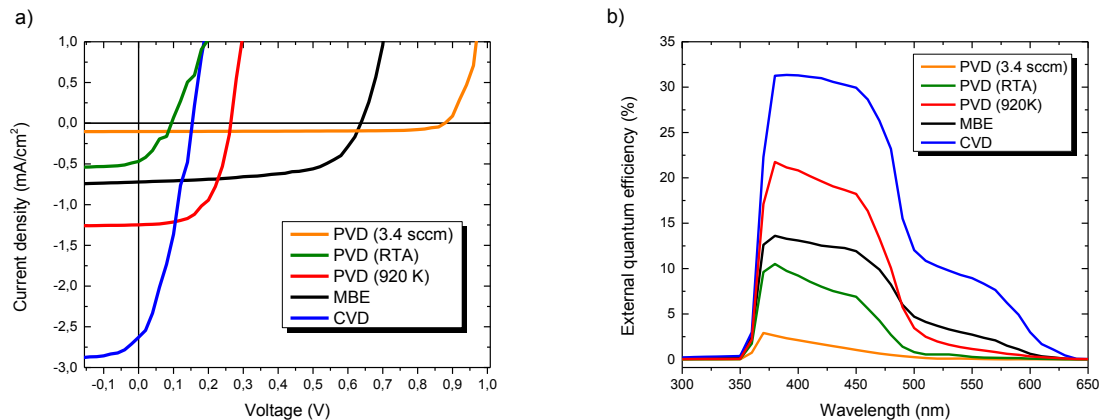 a)
1,0
0,5
0,0
-0,5
-1,0
-1,5
-2,0
-2,5
-3,0
-0,1 0,0 0,1 0,2 0,3 0,4 0,5 0,6 0,7 0,8 0,9 1,0
Current density (mA/cm²)
Voltage (V)
PVD (3.4 sccm)
PVD (RTA)
PVD (920 K)
MBE
CVD
b)
35
30
25
20
15
10
5
0
300 350 400 450 500 550 600 650
External quantum efficiency (%)
Wavelength (nm)
PVD (3.4 sccm)
PVD (RTA)
PVD (920K)
MBE
CVD